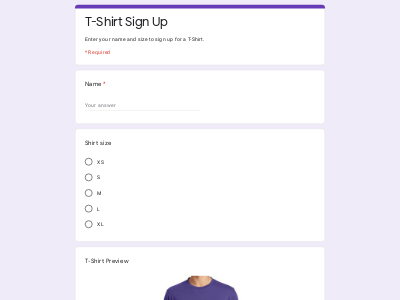 T-Shirt Sign Up
Enter your name and size to sign up for a T-Shirt.
* Required
Name *
Your answer
Shirt size
XS
S
M
L
XL
T-Shirt Preview